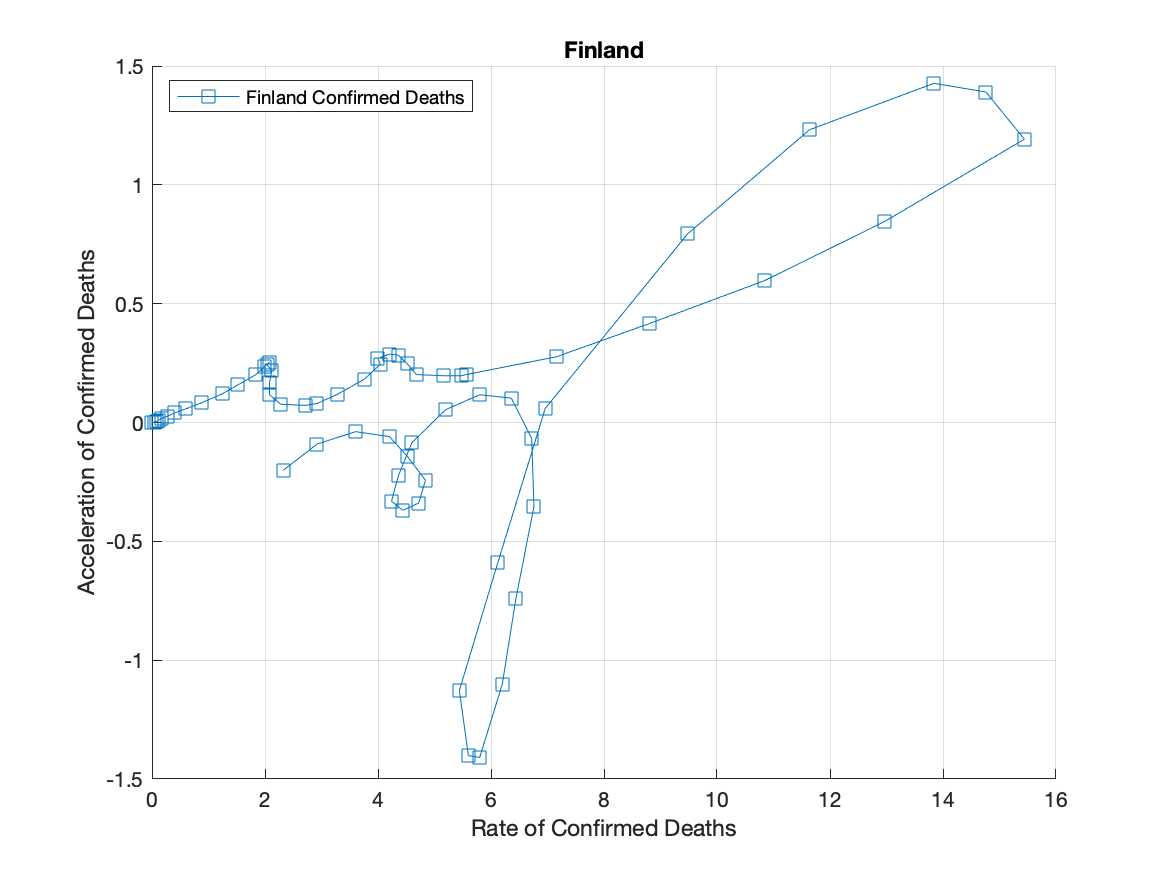 Finland
Finland Confirmed Deaths
1.5
1
0.5
0
-0.5
-1
-1.5
Acceleration of Confirmed Deaths
0 2 4 6 8 10 12 14 16
Rate of Confirmed Deaths